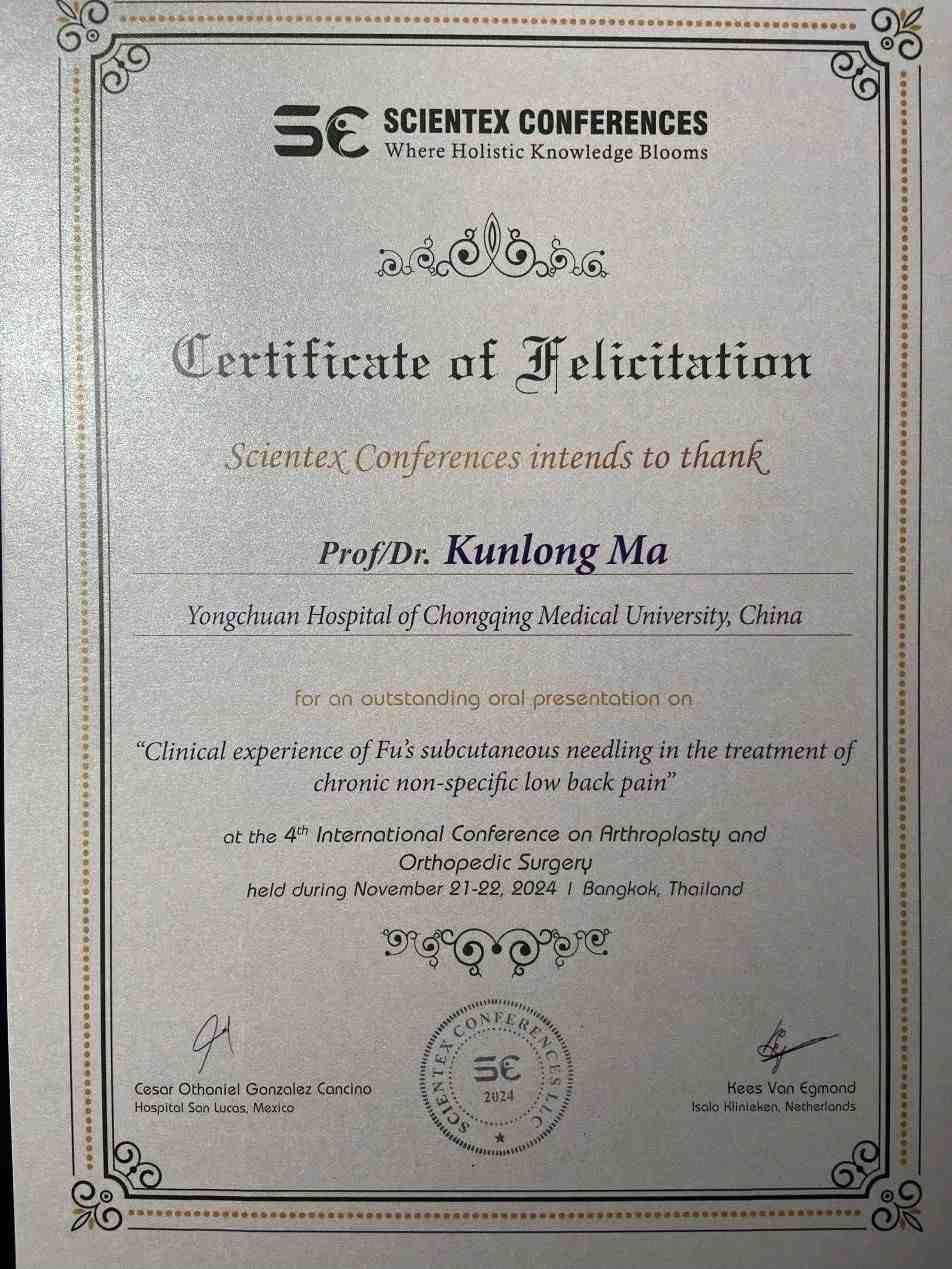 SE SCIENTEX CONFERENCES
Where Holistic Knowledge Blooms
Certificate of Felicitation
Scientex Conferences intends to thank
Prof/Dr. Kunlong Ma
Yongchuan Hospital of Chongqing Medical University, China
for an outstanding oral presentation on
“Clinical experience of Fu’s subcutaneous needling in the treatment of
chronic non-specific low back pain”
at the 4th International Conference on Arthroplasty and
Orthopedic Surgery
held during November 21-22, 2024 | Bangkok, Thailand
Cesar Othoniel Gonzalez Cancino
Hospital San Lucas, Mexico
SCIENTEX CONFERENCES LLC
SE
2024
Kees Van Egmond
Isala Klinieken, Netherlands